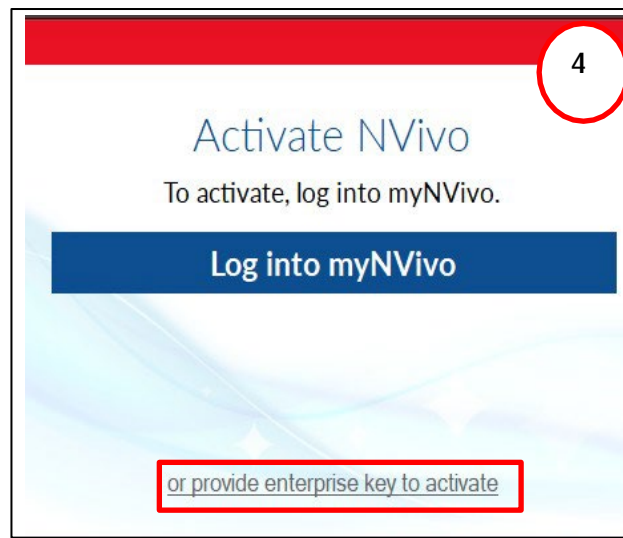 4
Activate NVivo
To activate, log into myNVivo.
Log into myNVivo
or provide enterprise key to activate